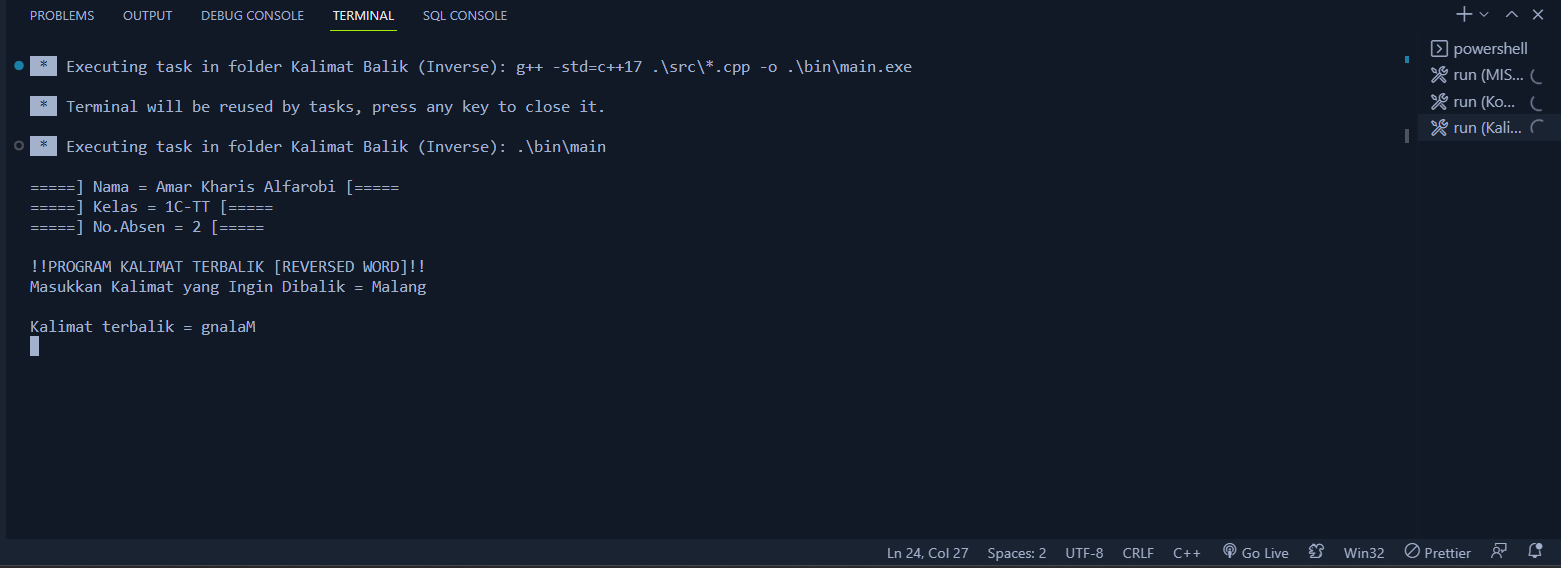 PROBLEMS OUTPUT DEBUG CONSOLE TERMINAL SQL CONSOLE
* Executing task in folder Kalimat Balik (Inverse): g++ -std=c++17 .\src\*.cpp -o .\bin\main.exe
* Terminal will be reused by tasks, press any key to close it.
* Executing task in folder Kalimat Balik (Inverse): .\bin\main
=====] Nama = Amar Kharis Alfarobi [=====
=====] Kelas = 1C-TT [=====
=====] No.Absen = 2 [=====
!!PROGRAM KALIMAT TERBALIK [REVERSED WORD]!!
Masukkan Kalimat yang Ingin Dibalik = Malang
Kalimat terbalik = gnalaM
powershell
run (MIS...
run (Ko...
run (Kali...
Ln 24, Col 27 Spaces: 2 UTF-8 CRLF C++ Go Live Win32 Prettier